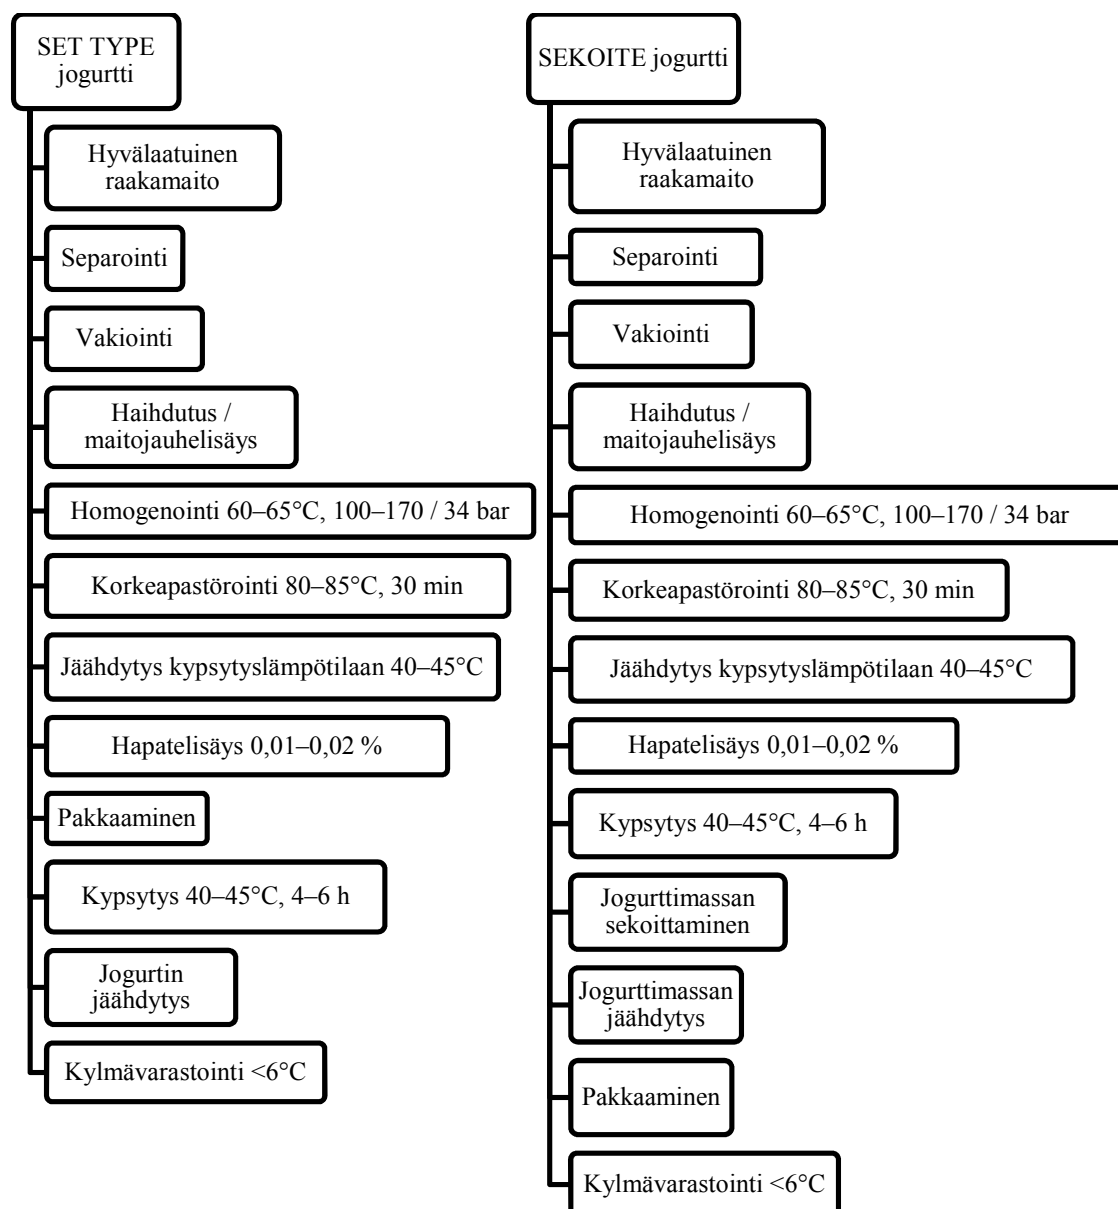 SET TYPE
jogurtti
Hyvälaatuinen
raakamaito
Separointi
Vakiointi
Haihdutus /
maitojauhelisäys
Homogenointi 60–65°C, 100–170 / 34 bar
Korkeapastörointi 80–85°C, 30 min
Jäähdytys kypsytyslämpötilaan 40–45°C
Hapatelisäys 0,01–0,02 %
Pakkaaminen
Kypsytys 40–45°C, 4–6 h
Jogurtin
jäähdytys
Kylmävarastointi <6°C
SEKOITE jogurtti
Hyvälaatuinen
raakamaito
Separointi
Vakiointi
Haihdutus /
maitojauhelisäys
Homogenointi 60–65°C, 100–170 / 34 bar
Korkeapastörointi 80–85°C, 30 min
Jäähdytys kypsytyslämpötilaan 40–45°C
Hapatelisäys 0,01–0,02 %
Kypsytys 40–45°C, 4–6 h
Jogurttimassan
sekoittaminen
Jogurttimassan
jäähdytys
Pakkaaminen
Kylmävarastointi <6°C